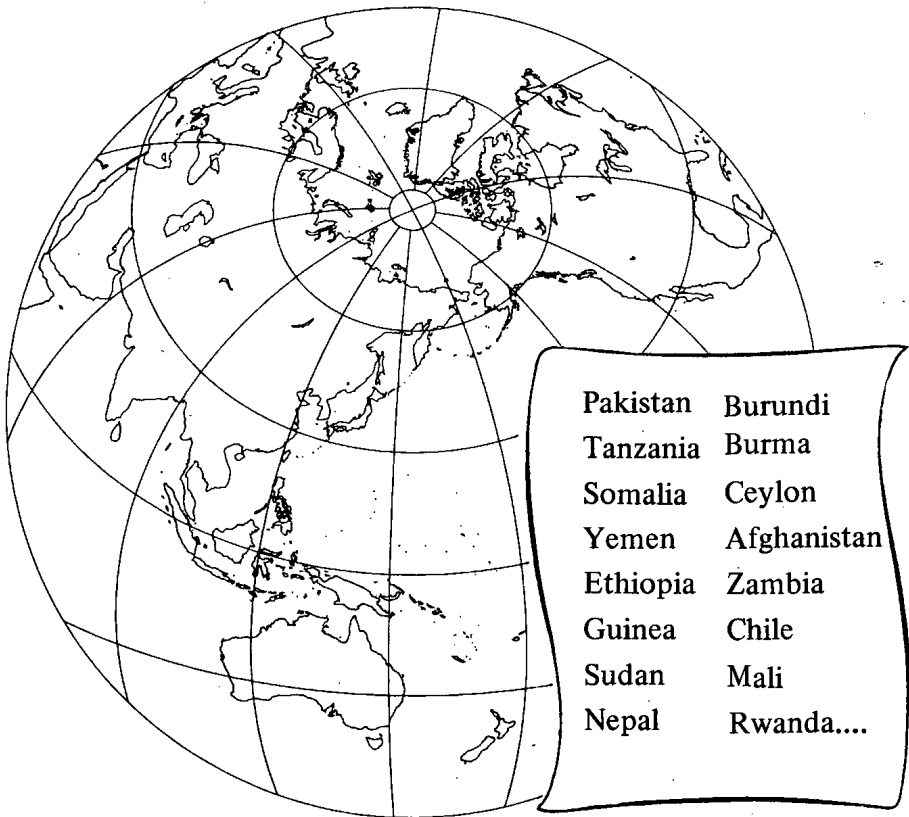 Pakistan Burundi
Tanzania Burma
Somalia Ceylon
Yemen Afghanistan
Ethiopia Zambia
Guinea Chile
Sudan Mali
Nepal Rwanda....